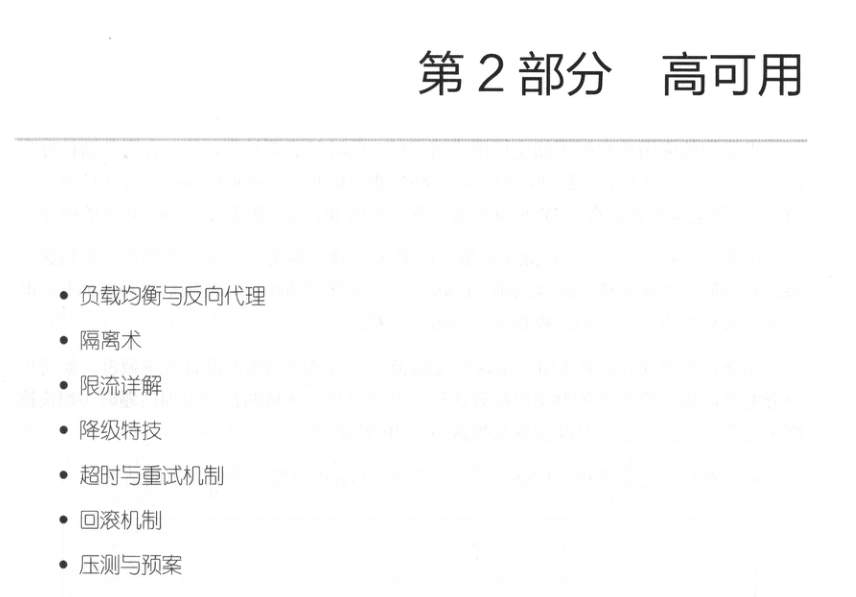 第 2 部分 高可用
• 负载均衡与反向代理
• 隔离术
• 限流详解
• 降级特技
• 超时与重试机制
• 回滚机制
• 压测与预案